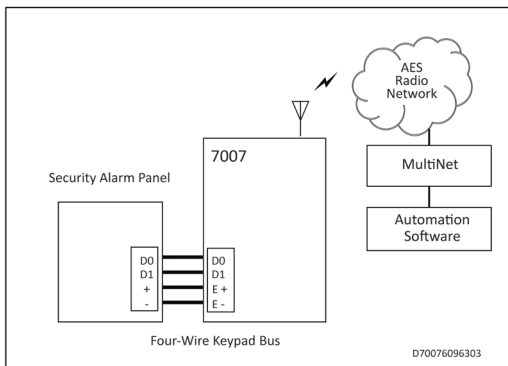 AES
Radio
Network
7007
MultiNet
Security Alarm Panel
Automation
Software
D0
D1
+
-
D0
D1
E +
E -
Four-Wire Keypad Bus
D70076096303